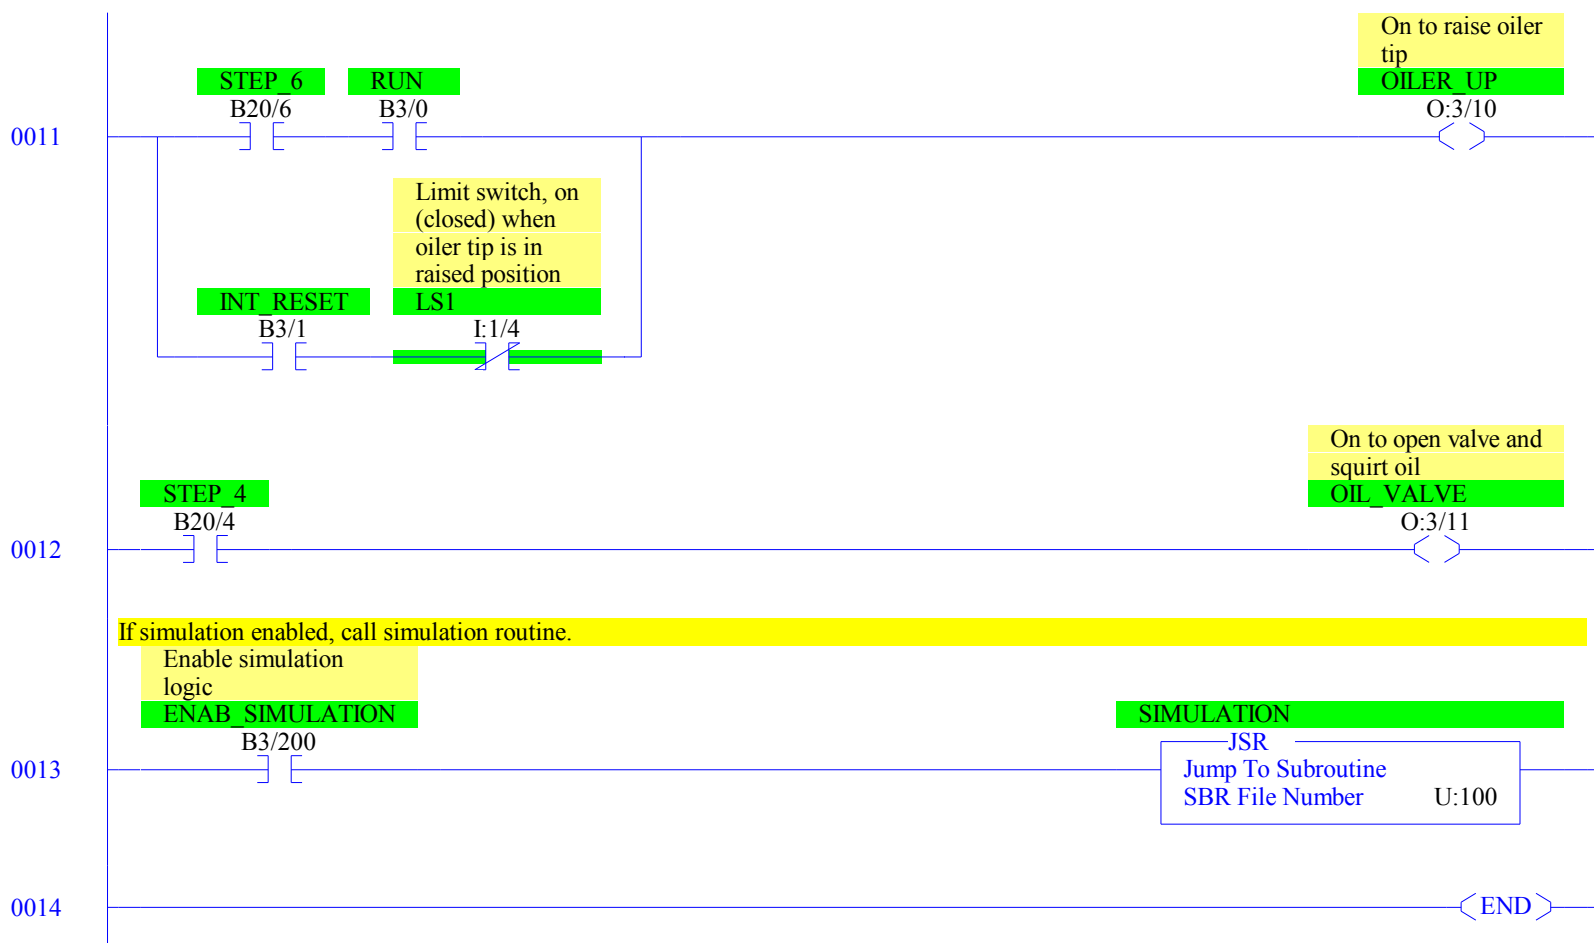 On to raise oiler
tip
STEP_6 RUN OILER_UP
B20/6 B3/0 O:3/10
0011
Limit switch, on
(closed) when
oiler tip is in
raised position
INT_RESET LS1
B3/1 I:1/4
On to open valve and
squirt oil
STEP_4 OIL_VALVE
B20/4 O:3/11
0012
If simulation enabled, call simulation routine.
Enable simulation
logic
ENAB_SIMULATION SIMULATION
B3/200 JSR
0013 Jump To Subroutine
SBR File Number U:100
0014 END